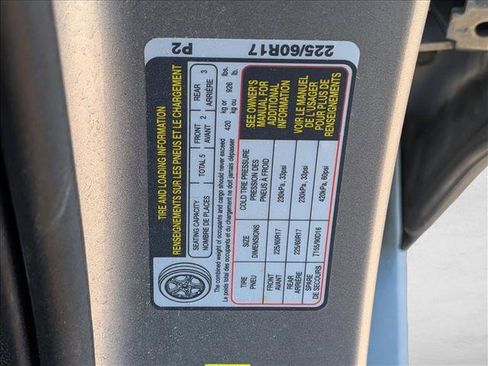 TIRE AND LOADING INFORMATION
RENSEIGNEMENTS SUR LES PNEUS ET LE CHARGEMENT
SEATING CAPACITY
NOMBRE DE PLACES
TOTAL 5
FRONT 2
AVANT
REAR 3
ARRIÈRE
The combined weight of occupants and cargo should never exceed
Le poids total des occupants et du chargement ne doit jamais dépasser
420 kg or 926 lbs.
kg ou lb.
TIRE SIZE COLD TIRE PRESSURE
PNEU DIMENSIONS PRESSION DES PNEUS À FROID
FRONT
AVANT
225/60R17 230kPa, 33psi
REAR
ARRIÈRE
225/60R17 230kPa, 33psi
SPARE
DE SECOURS
T155/90D16 420kPa, 60psi
SEE OWNER'S
MANUAL FOR
ADDITIONAL
INFORMATION
VOIR LE MANUEL
DE L'USAGER
POUR PLUS DE
RENSEIGNEMENTS
225/60R17 P2